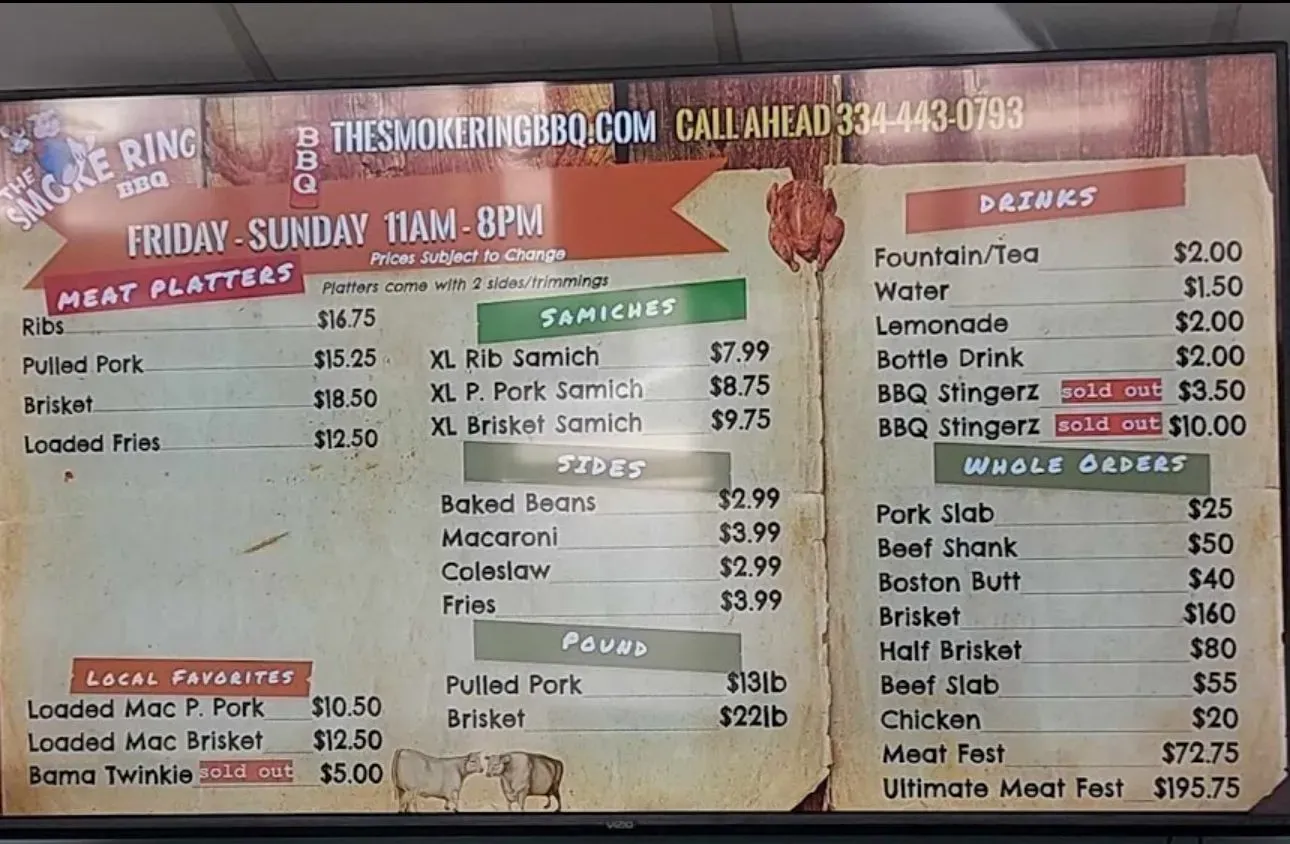 THE
SMOKE RING
BBQ
BBQ
THESMOKERINGBBQ.COM CALL AHEAD 334-443-0793
FRIDAY - SUNDAY 11AM - 8PM
Prices Subject to Change
MEAT PLATTERS
Platters come with 2 sides/trimmings
Ribs $16.75
Pulled Pork $15.25
Brisket $18.50
Loaded Fries $12.50
LOCAL FAVORITES
Loaded Mac P. Pork $10.50
Loaded Mac Brisket $12.50
Bama Twinkie sold out $5.00
SAMICHES
XL Rib Samich $7.99
XL P. Pork Samich $8.75
XL Brisket Samich $9.75
SIDES
Baked Beans $2.99
Macaroni $3.99
Coleslaw $2.99
Fries $3.99
POUND
Pulled Pork $13lb
Brisket $22lb
DRINKS
Fountain/Tea $2.00
Water $1.50
Lemonade $2.00
Bottle Drink $2.00
BBQ Stingerz sold out $3.50
BBQ Stingerz sold out $10.00
WHOLE ORDERS
Pork Slab $25
Beef Shank $50
Boston Butt $40
Brisket $160
Half Brisket $80
Beef Slab $55
Chicken $20
Meat Fest $72.75
Ultimate Meat Fest $195.75
VIZIO